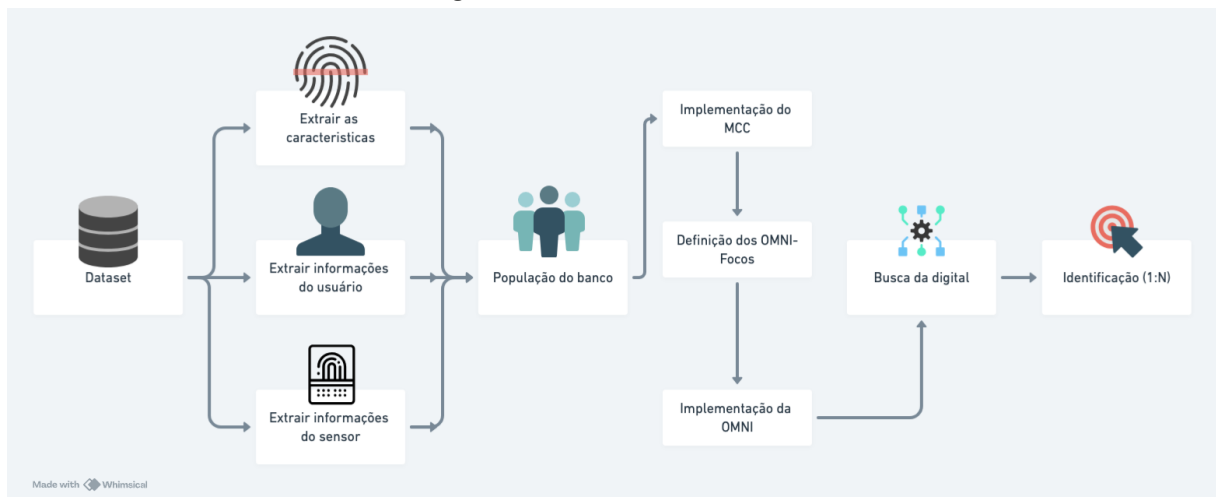 Extrair as
caracteristicas
Dataset
Extrair informações
do usuário
Extrair informações
do sensor
População do banco
Implementação do
MCC
Definição dos OMNI-
Focos
Implementação da
OMNI
Busca da digital
Identificação (1:N)
Made with Whimsical